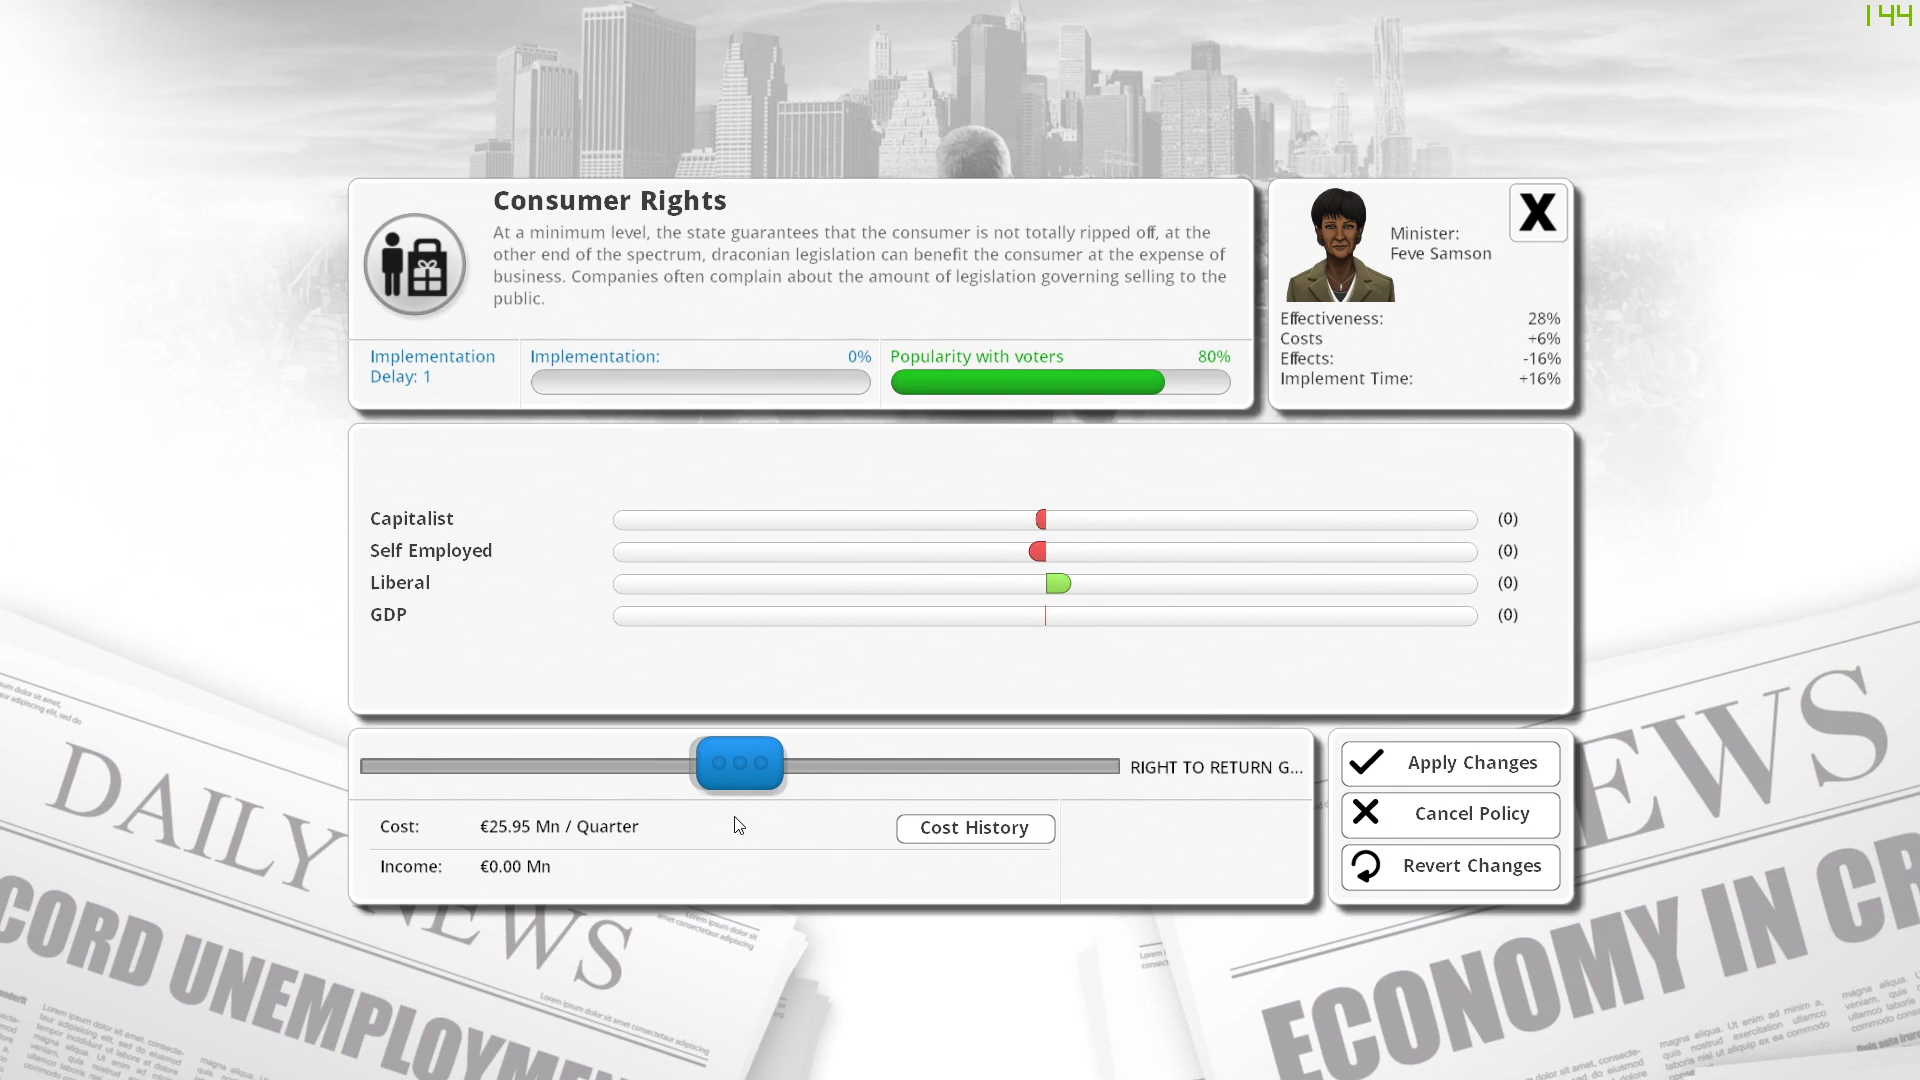 144
Consumer Rights
At a minimum level, the state guarantees that the consumer is not totally ripped off, at the
other end of the spectrum, draconian legislation can benefit the consumer at the expense of
business. Companies often complain about the amount of legislation governing selling to the
public.
Implementation
Delay: 1
Implementation: 0%
Popularity with voters 80%
Minister:
Feve Samson
X
Effectiveness: 28%
Costs +6%
Effects: -16%
Implement Time: +16%
Capitalist (0)
Self Employed (0)
Liberal (0)
GDP (0)
RIGHT TO RETURN G...
Cost: €25.95 Mn / Quarter
Cost History
Income: €0.00 Mn
Apply Changes
Cancel Policy
Revert Changes
DAILY NEWS
CORD UNEMPLOYME
EWS
ECONOMY IN CR